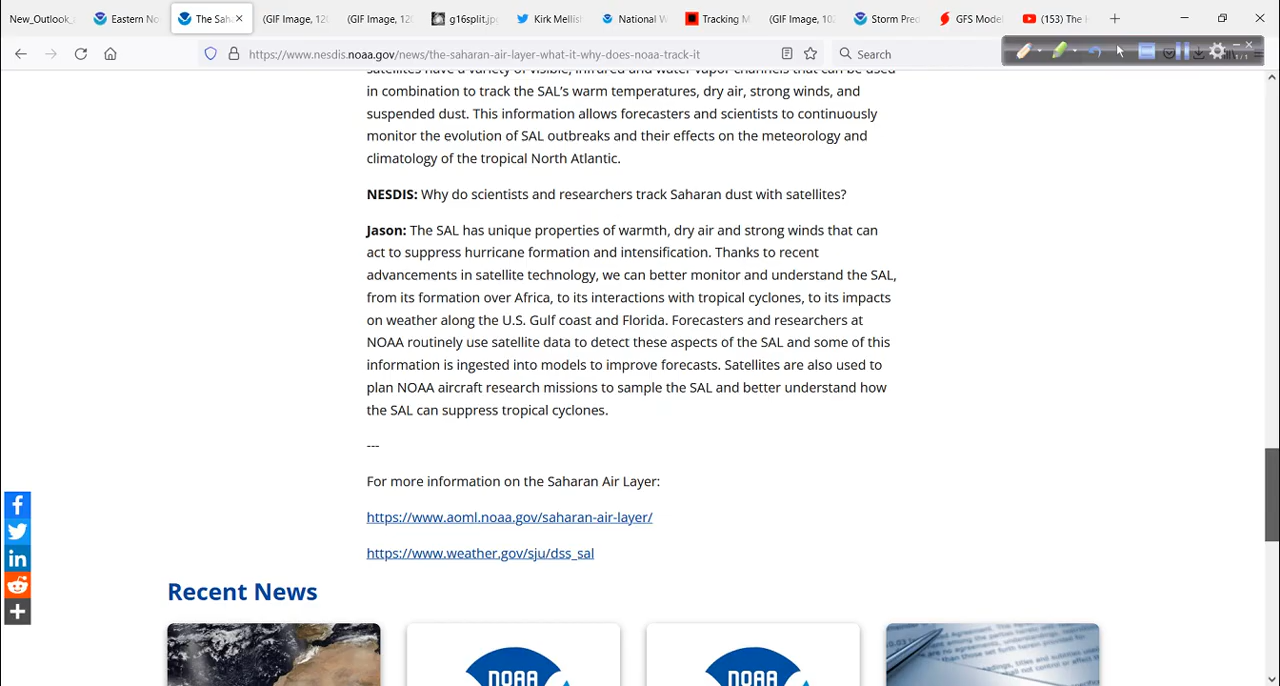 New_Outlook_
Eastern No
The Sah
(GIF Image, 12
(GIF Image, 12
g16split.jp
Kirk Mellis
National W
Tracking M
(GIF Image, 10
Storm Pre
GFS Mode
(153) The
https://www.nesdis.noaa.gov/news/the-saharan-air-layer-what-it-why-does-noaa-track-it
Search
1/1
satellites have a variety of visible, infrared and water vapor channels that can be used
in combination to track the SAL's warm temperatures, dry air, strong winds, and
suspended dust. This information allows forecasters and scientists to continuously
monitor the evolution of SAL outbreaks and their effects on the meteorology and
climatology of the tropical North Atlantic.
NESDIS: Why do scientists and researchers track Saharan dust with satellites?
Jason: The SAL has unique properties of warmth, dry air and strong winds that can
act to suppress hurricane formation and intensification. Thanks to recent
advancements in satellite technology, we can better monitor and understand the SAL,
from its formation over Africa, to its interactions with tropical cyclones, to its impacts
on weather along the U.S. Gulf coast and Florida. Forecasters and researchers at
NOAA routinely use satellite data to detect these aspects of the SAL and some of this
information is ingested into models to improve forecasts. Satellites are also used to
plan NOAA aircraft research missions to sample the SAL and better understand how
the SAL can suppress tropical cyclones.
---
For more information on the Saharan Air Layer:
https://www.aoml.noaa.gov/saharan-air-layer/
https://www.weather.gov/sju/dss_sal
Recent News
NOAA
NOAA